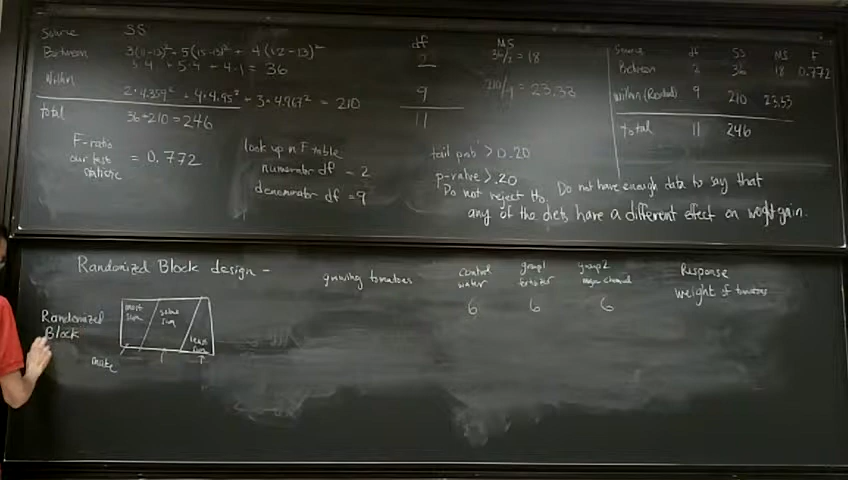 Source SS df MS
Between 3(11-13)² + 5(15-13)² + 4(12-13)² 2 36/2 = 18
3·4 + 5·4 + 4·1 = 36
Within 2·4.359² + 4·4.95² + 3·4.967² = 210 9 210/9 = 23.33
total 36+210=246 11
F-ratio
our test
statistic
= 0.772
look up in F table
numerator df = 2
denominator df = 9
tail prob > 0.20
p-value > .20
Do not reject H₀. Do not have enough data to say that
any of the diets have a different effect on weight gain.
Source df SS MS F
Between 2 36 18 0.772
Within (Residual) 9 210 23.33
total 11 246
Randomized Block design -
growing tomatoes
control
water
6
group 1
fertilizer
6
group 2
6
Response
weight of tomatoes
Randomized
Block
most
sun
some
sun
least
sun